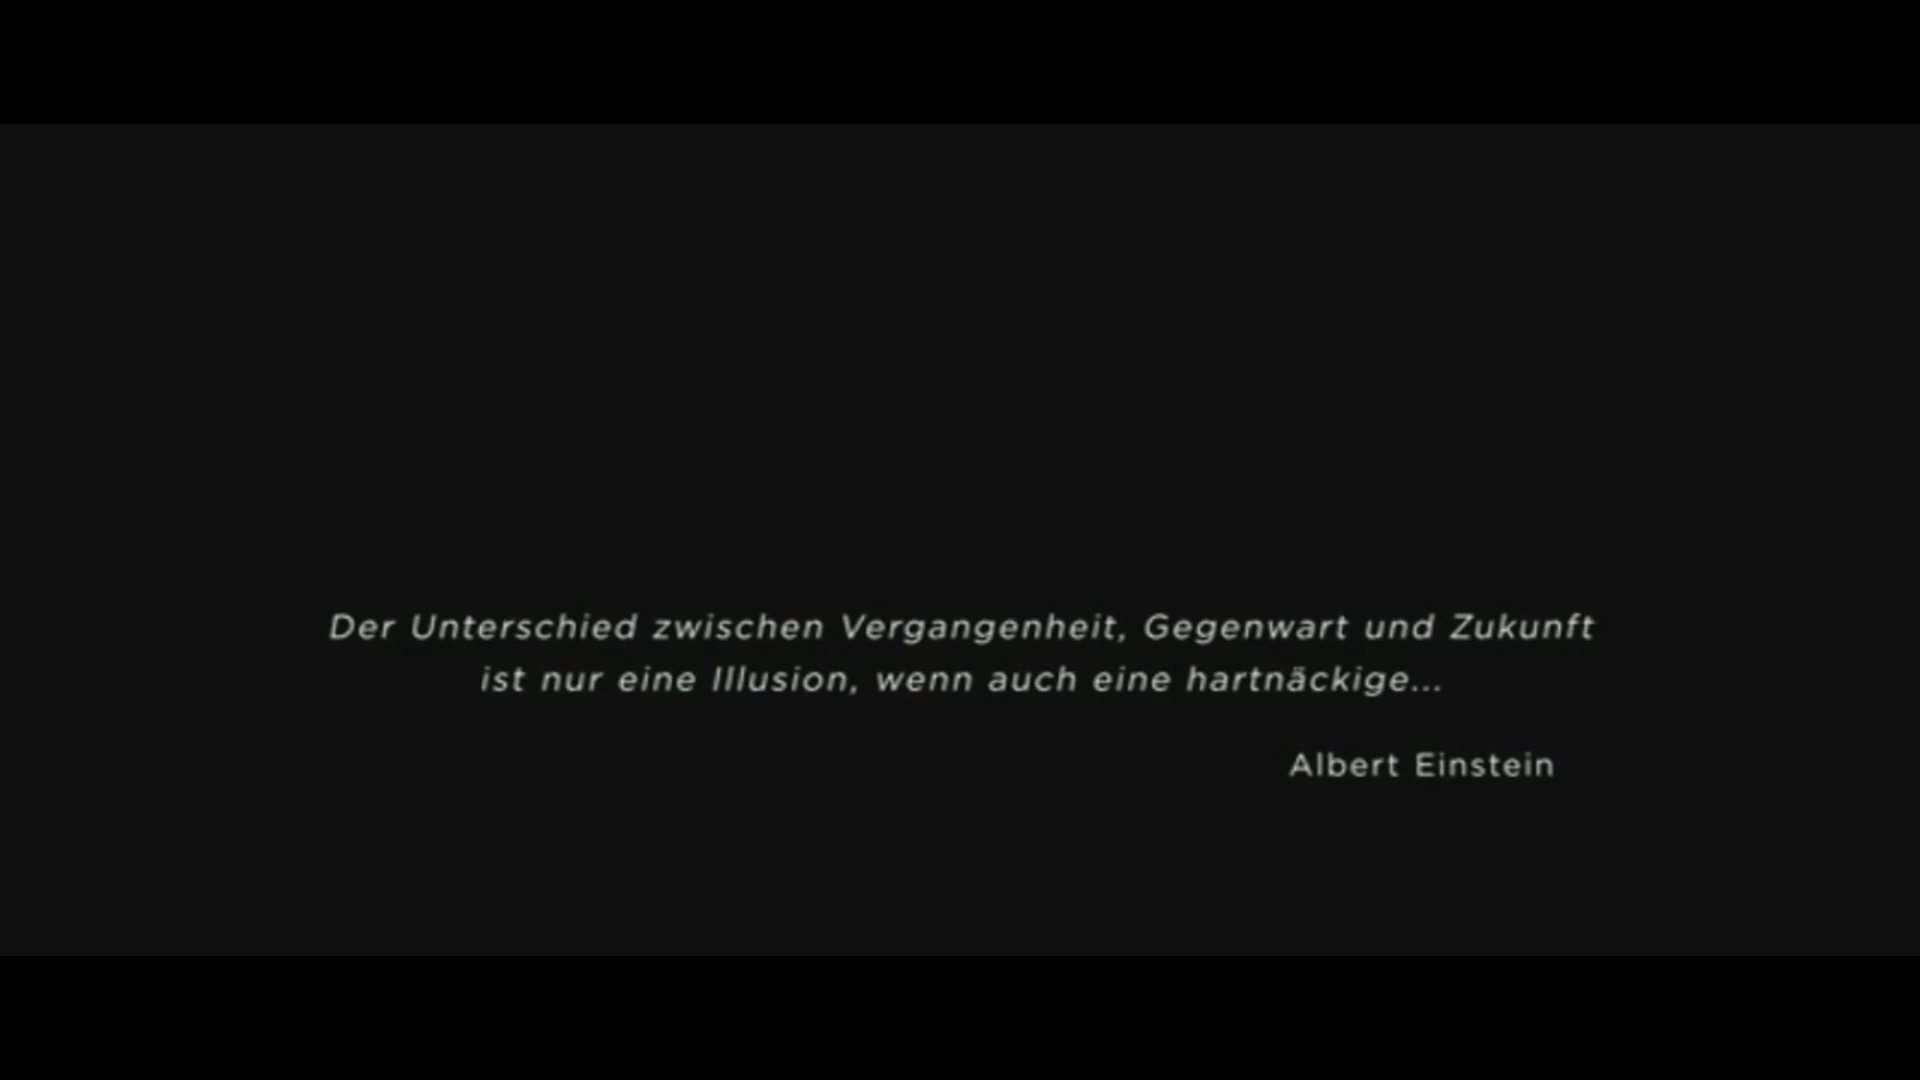 Der Unterschied zwischen Vergangenheit, Gegenwart und Zukunft
ist nur eine Illusion, wenn auch eine hartnäckige...
Albert Einstein